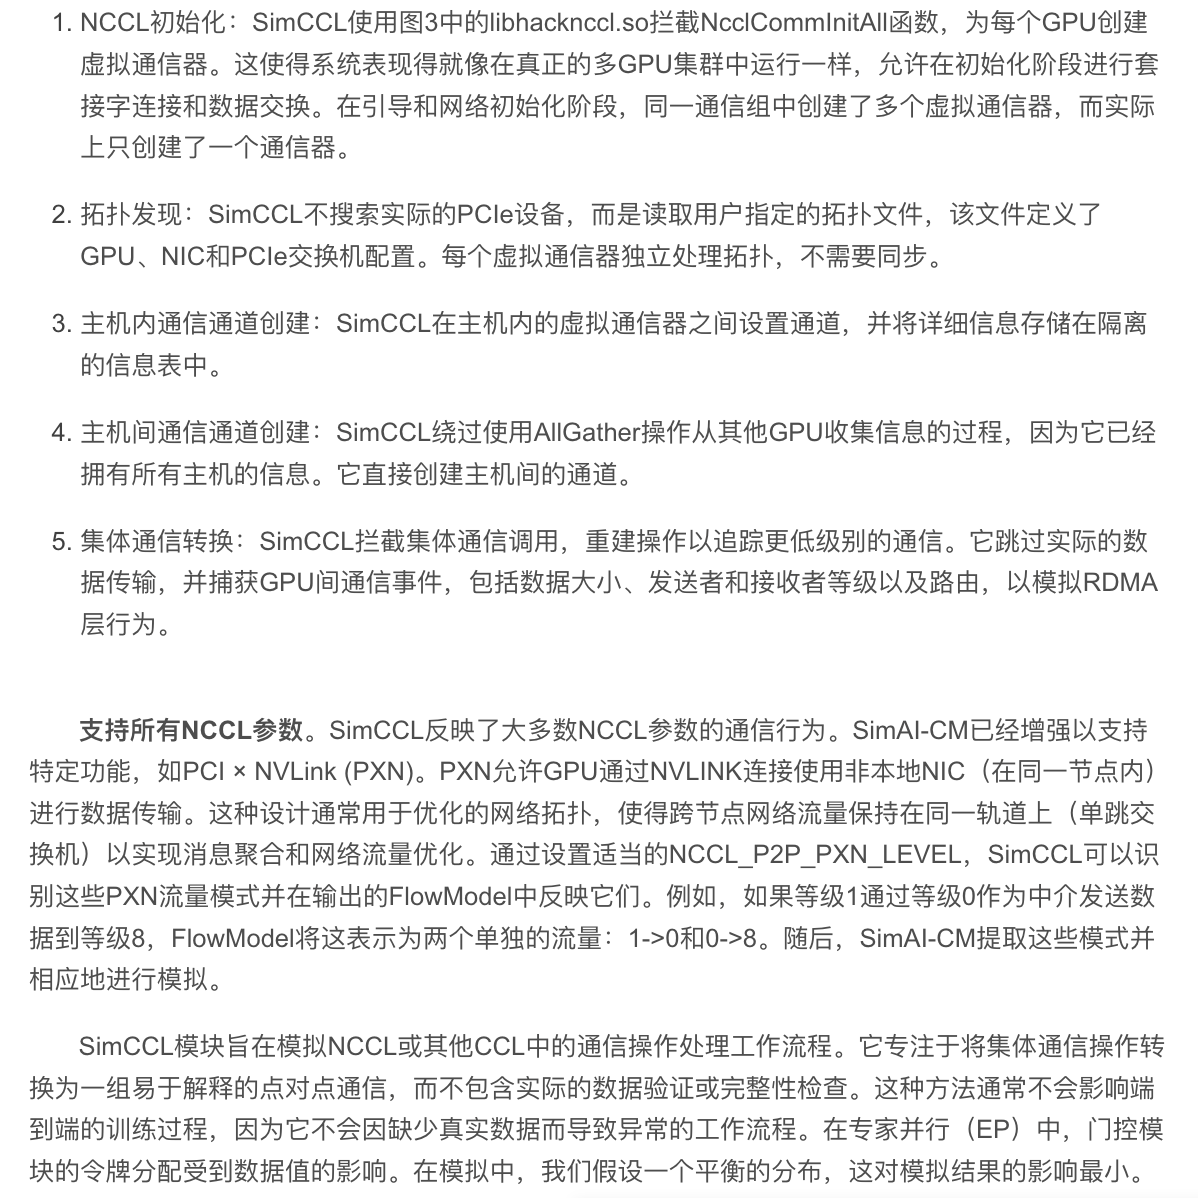 1. NCCL初始化：SimCCL使用图3中的libhacknccl.so拦截NcclCommInitAll函数，为每个GPU创建
虚拟通信器。这使得系统表现得就像在真正的多GPU集群中运行一样，允许在初始化阶段进行套
接字连接和数据交换。在引导和网络初始化阶段，同一通信组中创建了多个虚拟通信器，而实际
上只创建了一个通信器。
2. 拓扑发现：SimCCL不搜索实际的PCIe设备，而是读取用户指定的拓扑文件，该文件定义了
GPU、NIC和PCIe交换机配置。每个虚拟通信器独立处理拓扑，不需要同步。
3. 主机内通信通道创建：SimCCL在主机内的虚拟通信器之间设置通道，并将详细信息存储在隔离
的信息表中。
4. 主机间通信通道创建：SimCCL绕过使用AllGather操作从其他GPU收集信息的过程，因为它已经
拥有所有主机的信息。它直接创建主机间的通道。
5. 集体通信转换：SimCCL拦截集体通信调用，重建操作以追踪更低级别的通信。它跳过实际的数
据传输，并捕获GPU间通信事件，包括数据大小、发送者和接收者等级以及路由，以模拟RDMA
层行为。
支持所有NCCL参数。SimCCL反映了大多数NCCL参数的通信行为。SimAI-CM已经增强以支持
特定功能，如PCI × NVLink (PXN)。PXN允许GPU通过NVLINK连接使用非本地NIC（在同一节点内）
进行数据传输。这种设计通常用于优化的网络拓扑，使得跨节点网络流量保持在同一轨道上（单跳交
换机）以实现消息聚合和网络流量优化。通过设置适当的NCCL_P2P_PXN_LEVEL，SimCCL可以识
别这些PXN流量模式并在输出的FlowModel中反映它们。例如，如果等级1通过等级0作为中介发送数
据到等级8，FlowModel将这表示为两个单独的流量：1->0和0->8。随后，SimAI-CM提取这些模式并
相应地进行模拟。
SimCCL模块旨在模拟NCCL或其他CCL中的通信操作处理工作流程。它专注于将集体通信操作转
换为一组易于解释的点对点通信，而不包含实际的数据验证或完整性检查。这种方法通常不会影响端
到端的训练过程，因为它不会因缺少真实数据而导致异常的工作流程。在专家并行（EP）中，门控模
块的令牌分配受到数据值的影响。在模拟中，我们假设一个平衡的分布，这对模拟结果的影响最小。